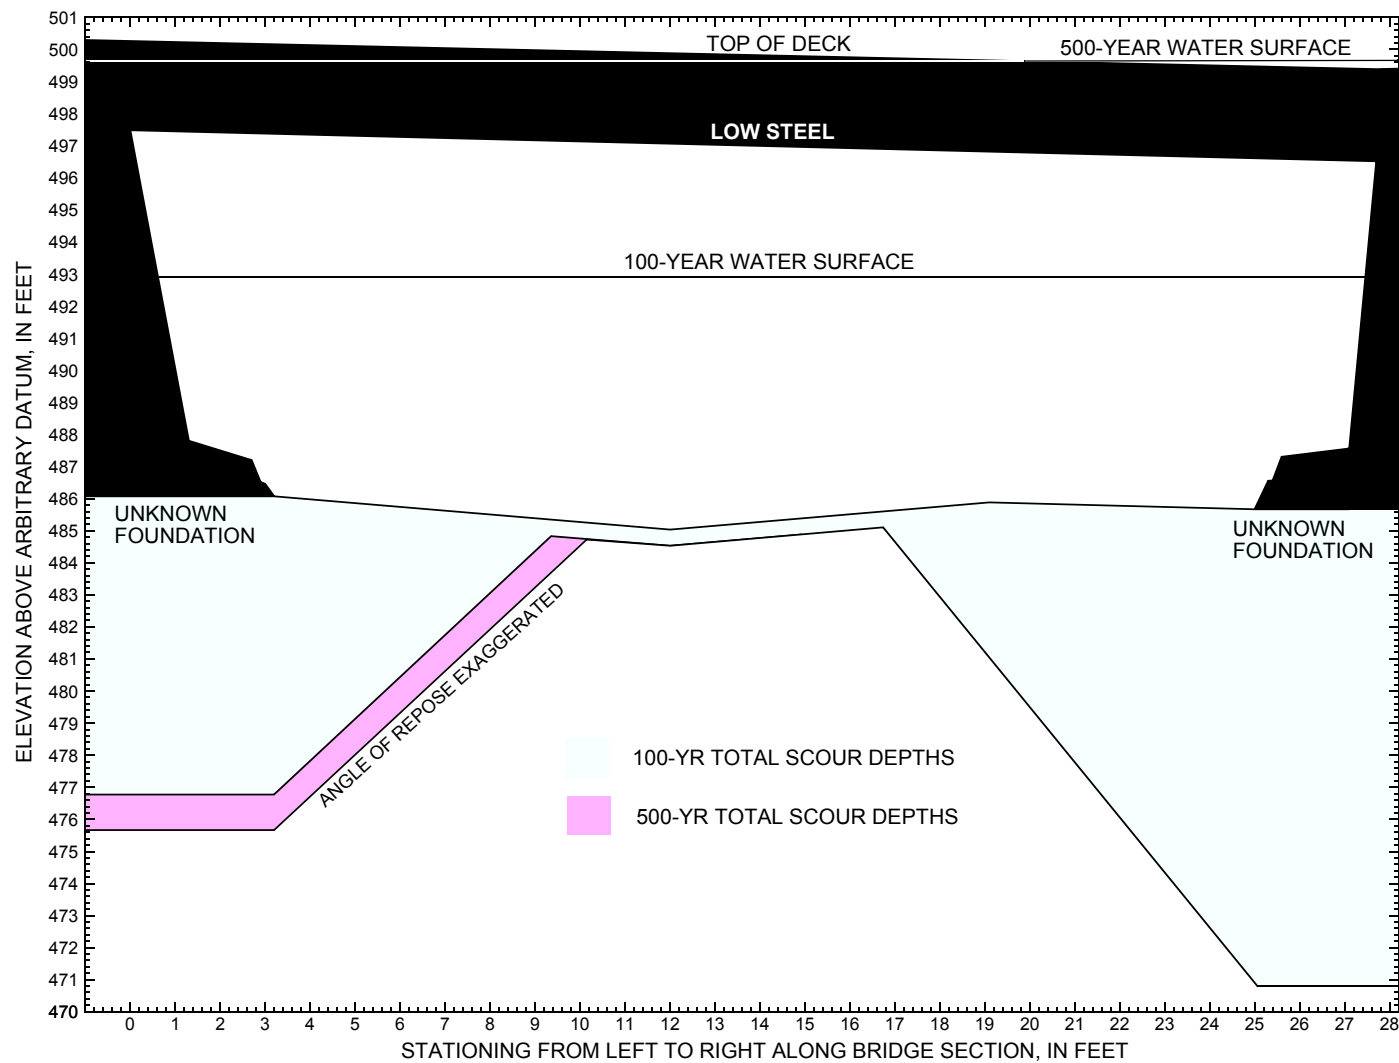 501
500
499
498
497
496
495
494
493
492
491
490
489
488
487
486
485
484
483
482
481
480
479
478
477
476
475
474
473
472
471
470
ELEVATION ABOVE ARBITRARY DATUM, IN FEET
TOP OF DECK
500-YEAR WATER SURFACE
LOW STEEL
100-YEAR WATER SURFACE
UNKNOWN
FOUNDATION
UNKNOWN
FOUNDATION
ANGLE OF REPOSE EXAGGERATED
100-YR TOTAL SCOUR DEPTHS
500-YR TOTAL SCOUR DEPTHS
0 1 2 3 4 5 6 7 8 9 10 11 12 13 14 15 16 17 18 19 20 21 22 23 24 25 26 27 28
STATIONING FROM LEFT TO RIGHT ALONG BRIDGE SECTION, IN FEET